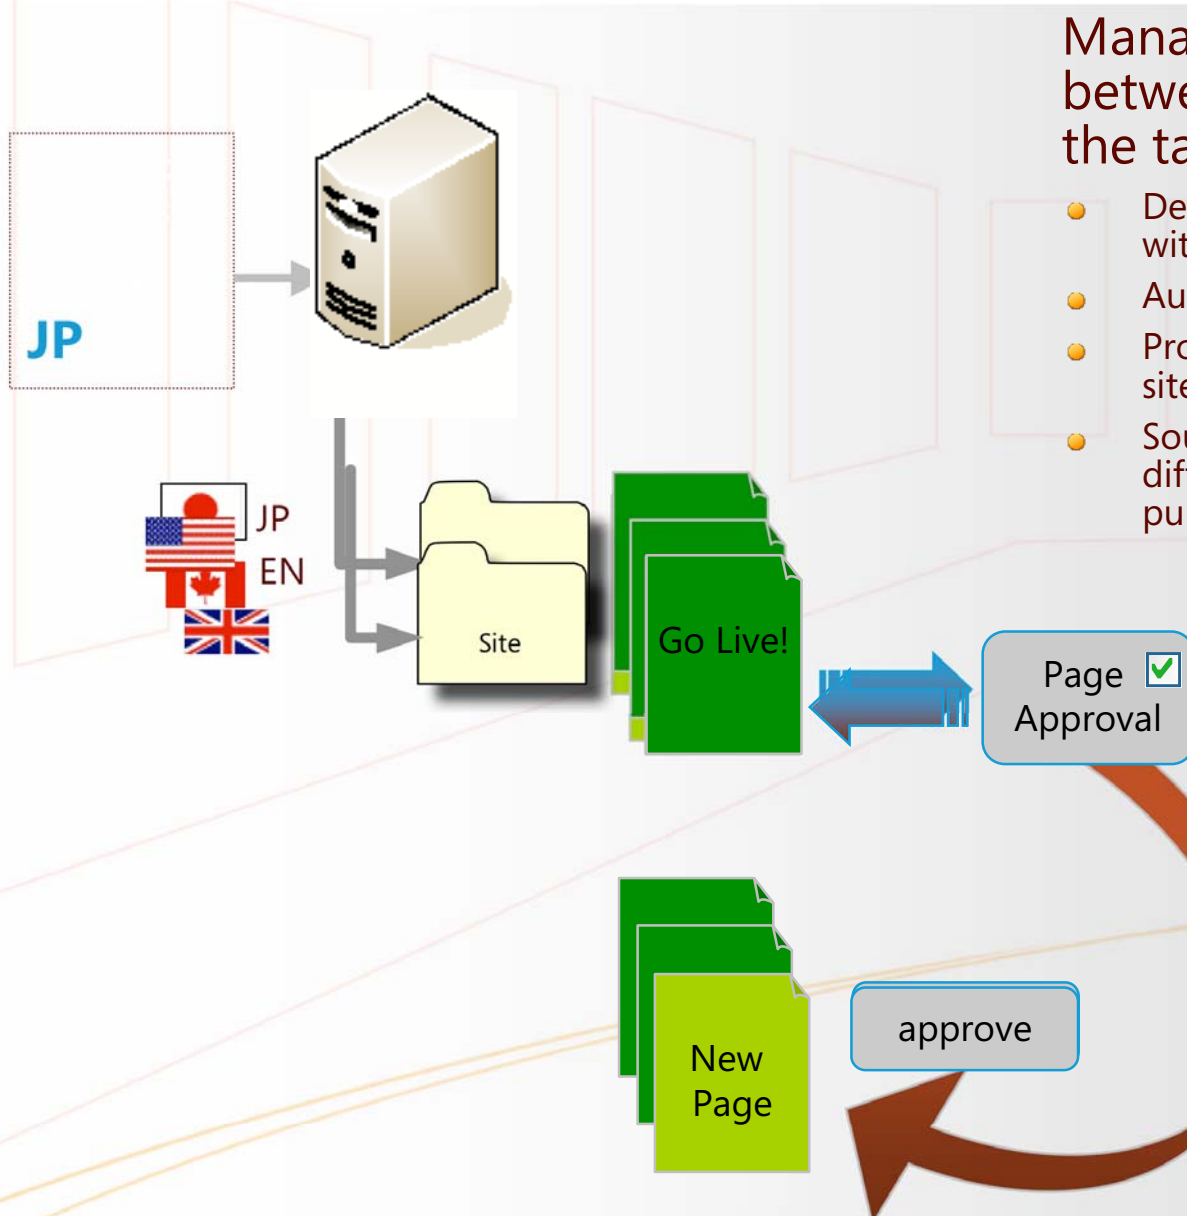 Mana
betwe
the ta
De
wit
Au
Pro
site
Sou
diff
pu
JP
JP
EN
Site
Go Live!
Page
Approval
New
Page
approve